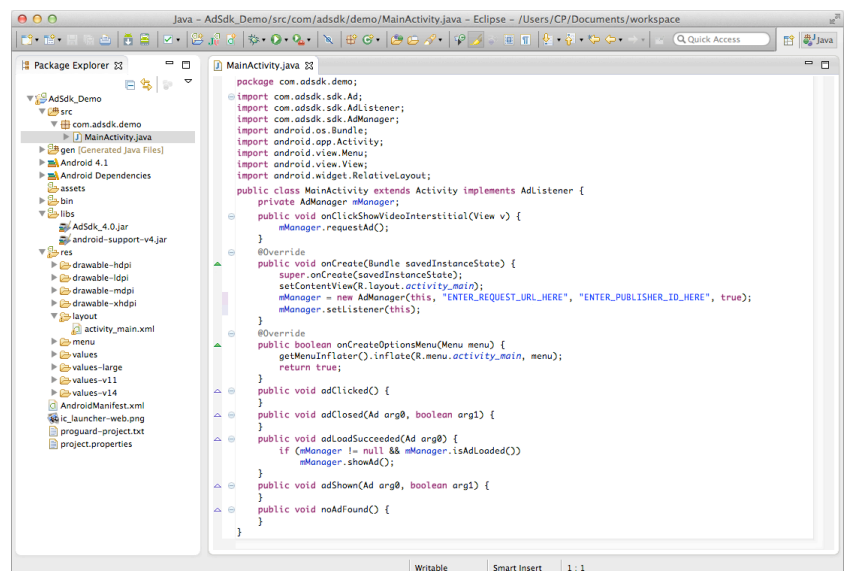 Java – AdSdk_Demo/src/com/adsdk/demo/MainActivity.java – Eclipse – /Users/CP/Documents/workspace
Quick Access
Java
Package Explorer
AdSdk_Demo
src
com.adsdk.demo
MainActivity.java
gen [Generated Java Files]
Android 4.1
Android Dependencies
assets
bin
libs
AdSdk_4.0.jar
android-support-v4.jar
res
drawable-hdpi
drawable-ldpi
drawable-mdpi
drawable-xhdpi
layout
activity_main.xml
menu
values
values-large
values-v11
values-v14
AndroidManifest.xml
ic_launcher-web.png
proguard-project.txt
project.properties
MainActivity.java
package com.adsdk.demo;
import com.adsdk.sdk.Ad;
import com.adsdk.sdk.AdListener;
import com.adsdk.sdk.AdManager;
import android.os.Bundle;
import android.app.Activity;
import android.view.Menu;
import android.view.View;
import android.widget.RelativeLayout;
public class MainActivity extends Activity implements AdListener {
private AdManager mManager;
public void onClickShowVideoInterstitial(View v) {
mManager.requestAd();
}
@Override
public void onCreate(Bundle savedInstanceState) {
super.onCreate(savedInstanceState);
setContentView(R.layout.activity_main);
mManager = new AdManager(this, "ENTER_REQUEST_URL_HERE", "ENTER_PUBLISHER_ID_HERE", true);
mManager.setListener(this);
}
@Override
public boolean onCreateOptionsMenu(Menu menu) {
getMenuInflater().inflate(R.menu.activity_main, menu);
return true;
}
public void adClicked() {
}
public void adClosed(Ad arg0, boolean arg1) {
}
public void adLoadSucceeded(Ad arg0) {
if (mManager != null && mManager.isAdLoaded())
mManager.showAd();
}
public void adShown(Ad arg0, boolean arg1) {
}
public void noAdFound() {
}
}
Writable
Smart Insert
1 : 1